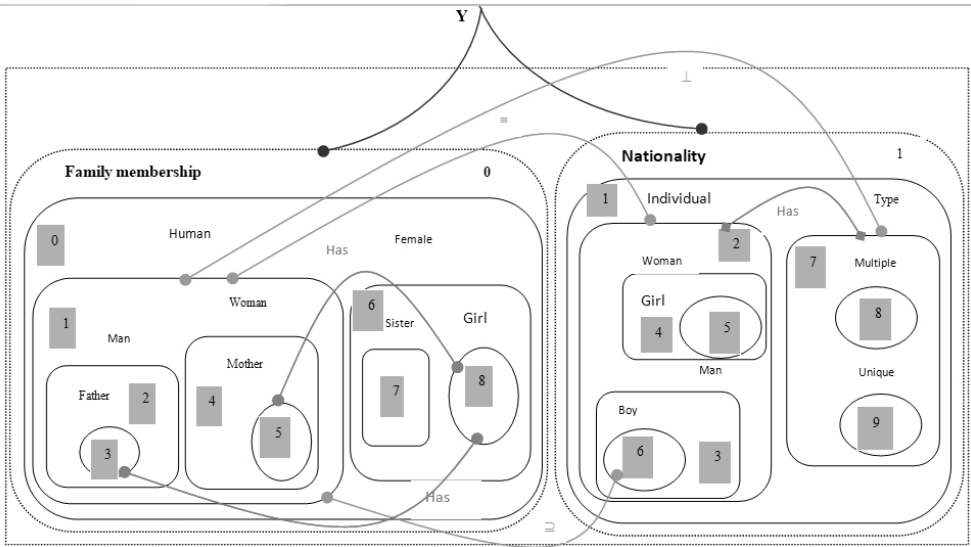 Y
⊥
≡
Nationality
1
Family membership
0
1
Individual
Type
Has
0
Human
Has
Female
2
Woman
7
Multiple
1
Woman
6
Sister
Girl
Girl
4
5
8
Man
Mother
Man
Unique
Father
2
4
7
8
Boy
9
3
5
6
3
Has
⊇